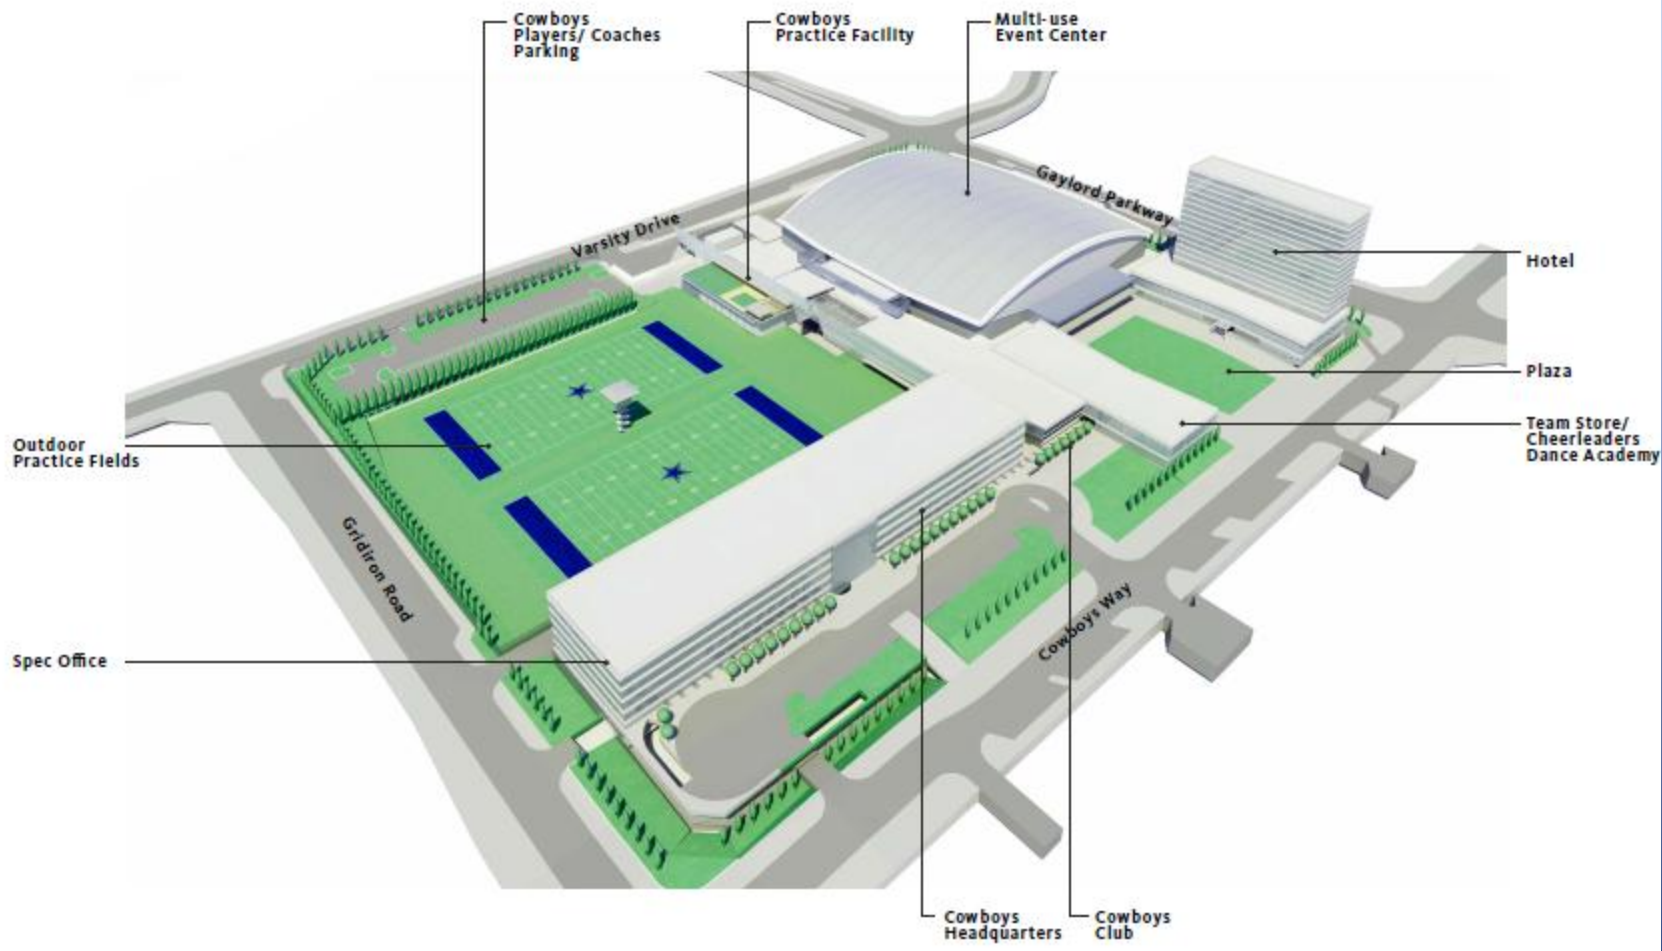 Cowboys
Players/ Coaches
Parking
Cowboys
Practice Facility
Multi-use
Event Center
Gaylord Parkway
Varsity Drive
Hotel
Plaza
Team Store/
Cheerleaders
Dance Academy
Outdoor
Practice Fields
Gridiron Road
Cowboys Way
Spec Office
Cowboys
Headquarters
Cowboys
Club